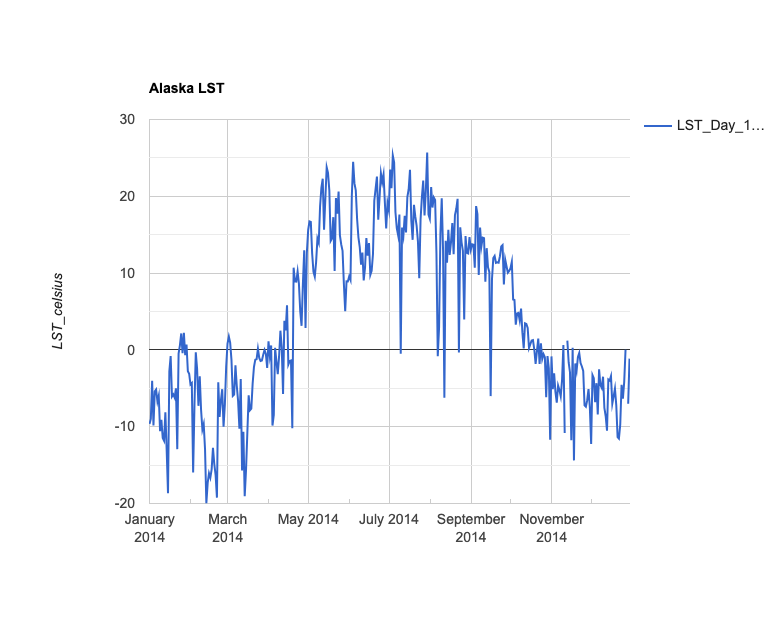 Alaska LST
LST_Day_1…
LST_celsius
30
20
10
0
-10
-20
January 2014
March 2014
May 2014
July 2014
September 2014
November 2014